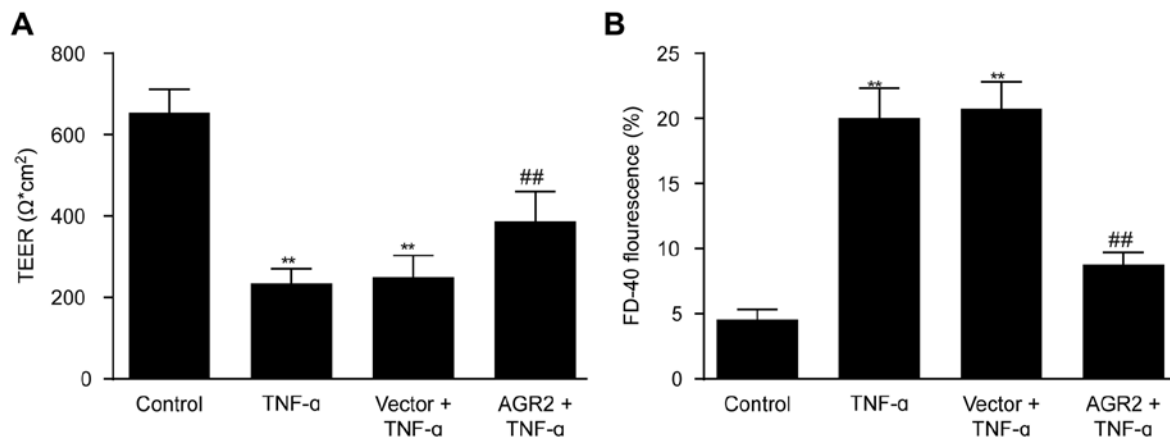 A
800
600
400
200
0
TEER (Ω*cm²)
**
**
##
Control
TNF-α
Vector +
TNF-α
AGR2 +
TNF-α
B
25
20
15
10
5
0
FD-40 flourescence (%)
**
**
##
Control
TNF-α
Vector +
TNF-α
AGR2 +
TNF-α